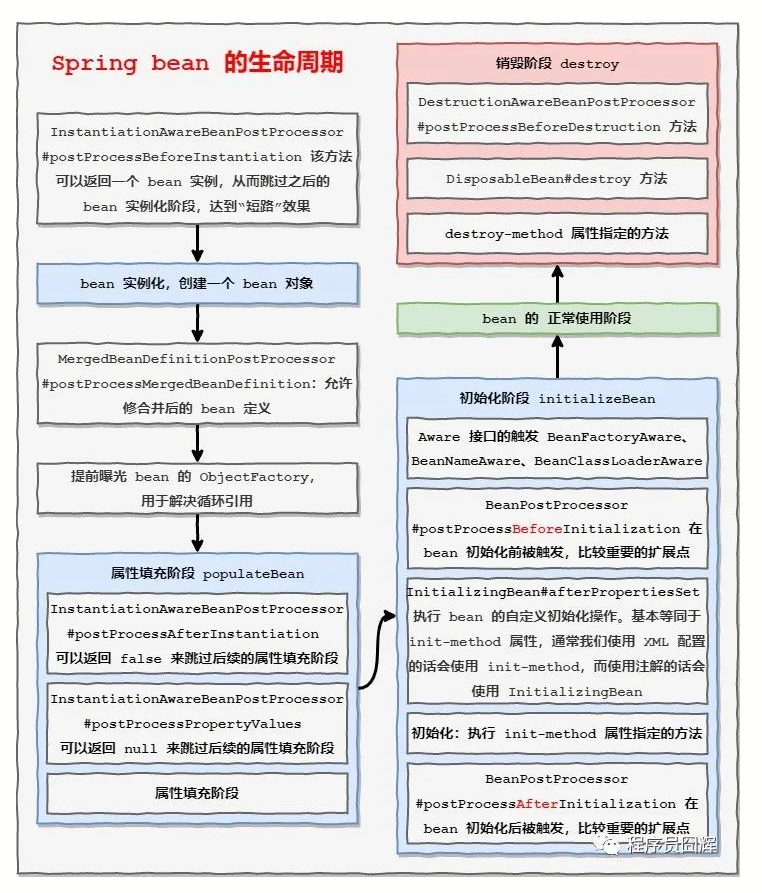 Spring bean 的生命周期
InstantiationAwareBeanPostProcessor
#postProcessBeforeInstantiation 该方法
可以返回一个 bean 实例，从而跳过之后的
bean 实例化阶段，达到“短路”效果
bean 实例化，创建一个 bean 对象
MergedBeanDefinitionPostProcessor
#postProcessMergedBeanDefinition：允许
修合并后的 bean 定义
提前曝光 bean 的 ObjectFactory，
用于解决循环引用
属性填充阶段 populateBean
InstantiationAwareBeanPostProcessor
#postProcessAfterInstantiation
可以返回 false 来跳过后续的属性填充阶段
InstantiationAwareBeanPostProcessor
#postProcessPropertyValues
可以返回 null 来跳过后续的属性填充阶段
属性填充阶段
初始化阶段 initializeBean
Aware 接口的触发 BeanFactoryAware、
BeanNameAware、BeanClassLoaderAware
BeanPostProcessor
#postProcessBeforeInitialization 在
bean 初始化前被触发，比较重要的扩展点
InitializingBean#afterPropertiesSet
执行 bean 的自定义初始化操作。基本等同于
init-method 属性，通常我们使用 XML 配置
的话会使用 init-method，而使用注解的话会
使用 InitializingBean
初始化：执行 init-method 属性指定的方法
BeanPostProcessor
#postProcessAfterInitialization 在
bean 初始化后被触发，比较重要的扩展点
bean 的 正常使用阶段
销毁阶段 destroy
DestructionAwareBeanPostProcessor
#postProcessBeforeDestruction 方法
DisposableBean#destroy 方法
destroy-method 属性指定的方法
程序员囧辉